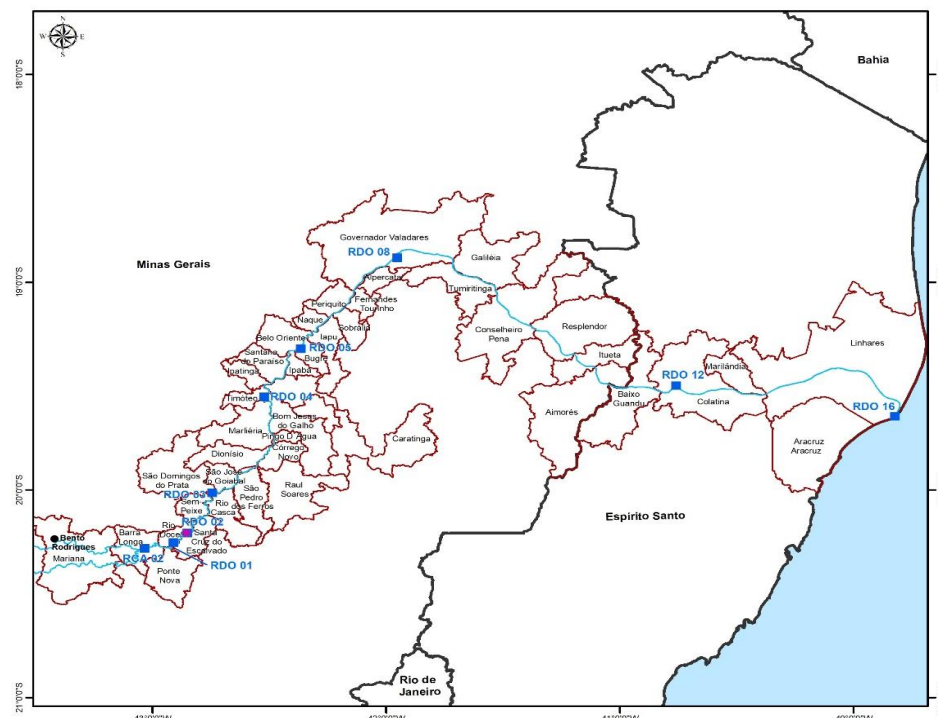 N
W E
S
18°0'0"S
19°0'0"S
20°0'0"S
21°0'0"S
Bahia
Minas Gerais
Governador Valadares
RDO 08
Galiléia
Alpercata
Tumiritinga
Periquito
Fernandes
Tourinho
Naque
Sobrália
Conselheiro
Pena
Resplendor
Belo Oriente
Iapu
RDO 05
Bugre
Santana
do Paraíso
Ipatinga
Ipaba
Itueta
Linhares
Marilândia
RDO 12
Timóteo
RDO 04
Baixo
Guandu
Colatina
RDO 16
Aimorés
Bom Jesus
do Galho
Marliéria
Pingo D'Água
Córrego
Novo
Caratinga
Aracruz
Aracruz
Dionísio
São José
do Goiabal
São Domingos
do Prata
RDO 03
São
Pedro
dos Ferros
Raul
Soares
Sem-
Peixe
Rio
Casca
Espírito Santo
RDO 02
Rio
Doce
Santa
Cruz do
Escalvado
Barra
Longa
Bento
Rodrigues
Mariana
RCA 02
Ponte
Nova
RDO 01
Rio de
Janeiro